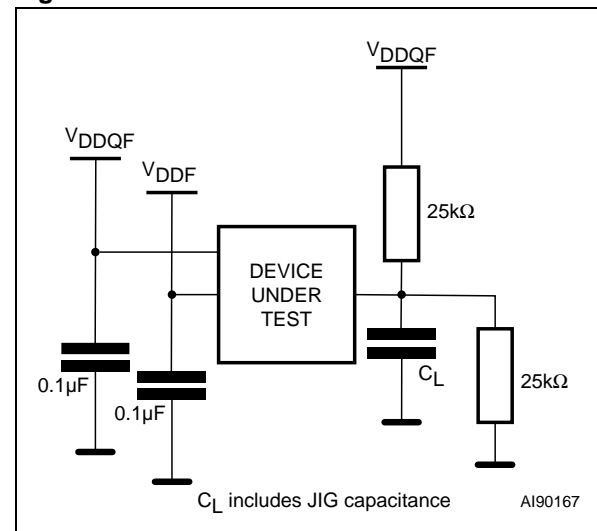 VDDQF
VDDQF
VDDF
25kΩ
DEVICE
UNDER
TEST
CL
0.1µF
0.1µF
25kΩ
CL includes JIG capacitance
AI90167